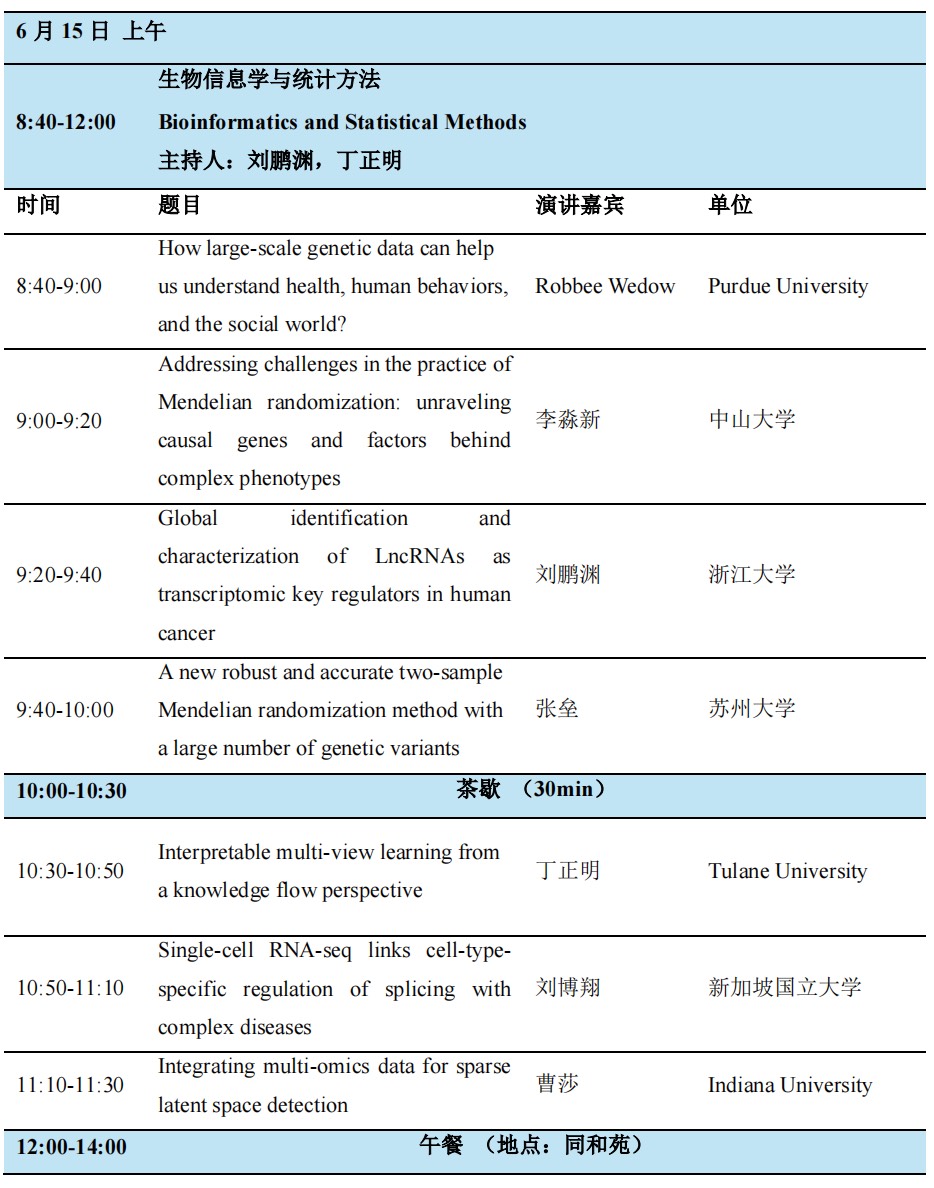 6 月 15 日 上午
生物信息学与统计方法
8:40-12:00 Bioinformatics and Statistical Methods
主持人：刘鹏渊，丁正明
时间 题目 演讲嘉宾 单位
How large-scale genetic data can help
8:40-9:00 us understand health, human behaviors, Robbee Wedow Purdue University
and the social world?
Addressing challenges in the practice of
9:00-9:20 Mendelian randomization: unraveling 李淼新 中山大学
causal genes and factors behind
complex phenotypes
Global identification and
9:20-9:40 characterization of LncRNAs as 刘鹏渊 浙江大学
transcriptomic key regulators in human
cancer
A new robust and accurate two-sample
9:40-10:00 Mendelian randomization method with 张垒 苏州大学
a large number of genetic variants
10:00-10:30 茶歇 （30min）
10:30-10:50 Interpretable multi-view learning from 丁正明 Tulane University
a knowledge flow perspective
Single-cell RNA-seq links cell-type-
10:50-11:10 specific regulation of splicing with 刘博翔 新加坡国立大学
complex diseases
11:10-11:30 Integrating multi-omics data for sparse 曹莎 Indiana University
latent space detection
12:00-14:00 午餐 （地点：同和苑）